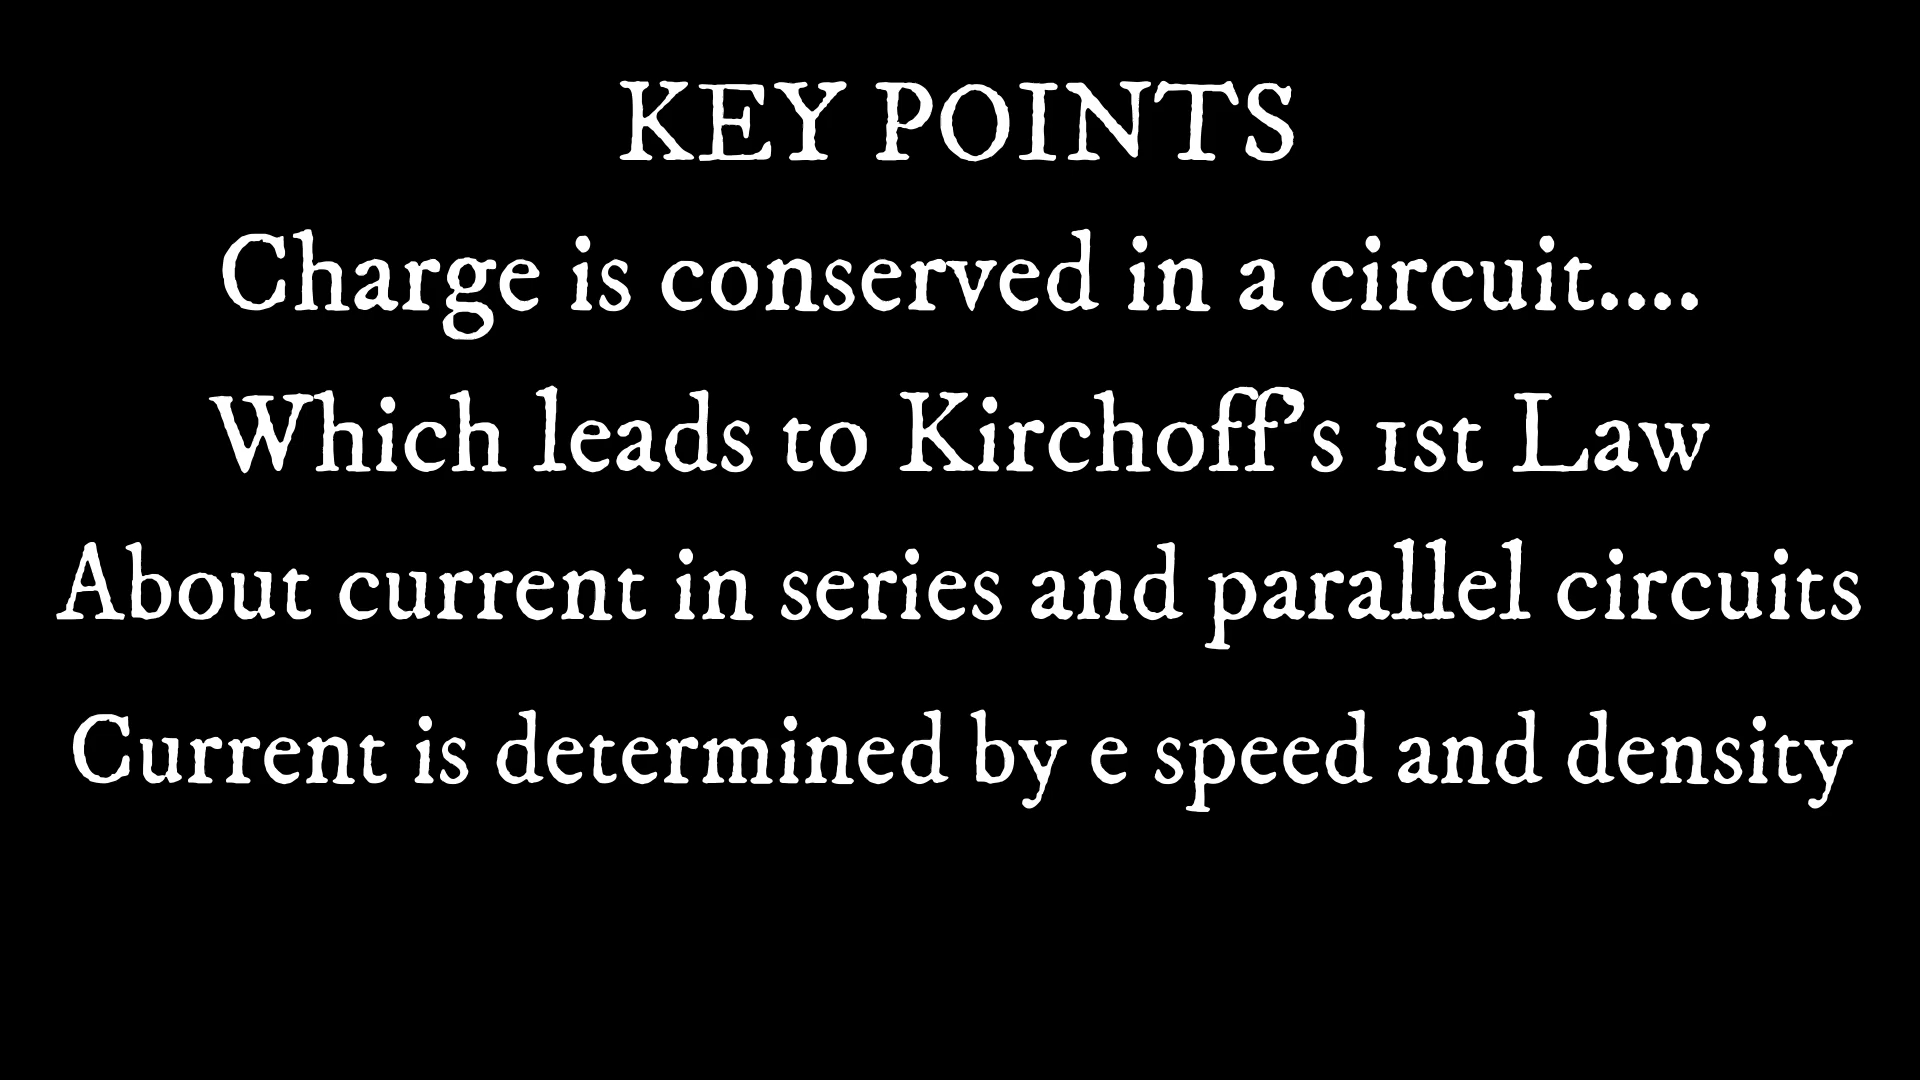 KEY POINTS
Charge is conserved in a circuit....
Which leads to Kirchoff's 1st Law
About current in series and parallel circuits
Current is determined by e speed and density